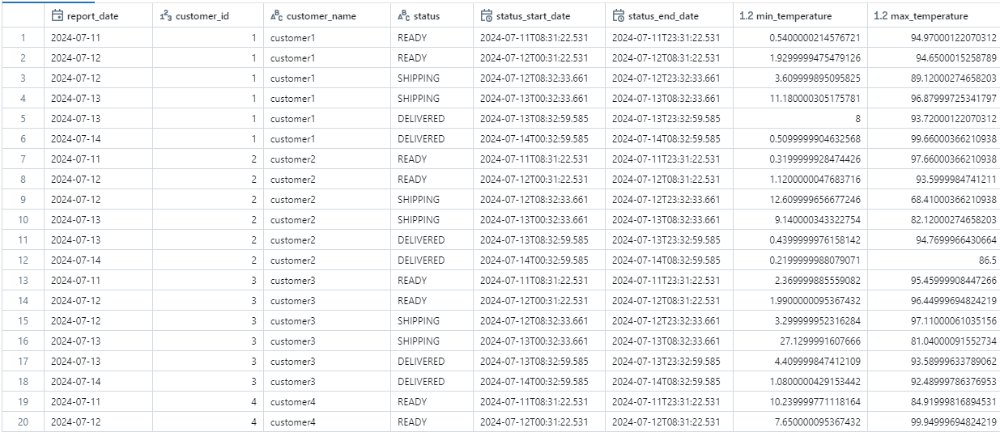 report_date 1²3 customer_id ABC customer_name ABC status status_start_date status_end_date 1.2 min_temperature 1.2 max_temperature
1 2024-07-11 1 customer1 READY 2024-07-11T08:31:22.531 2024-07-11T23:31:22.531 0.5400000214576721 94.97000122070312
2 2024-07-12 1 customer1 READY 2024-07-12T00:31:22.531 2024-07-12T08:31:22.531 1.9299999475479126 94.6500015258789
3 2024-07-12 1 customer1 SHIPPING 2024-07-12T08:32:33.661 2024-07-12T23:32:33.661 3.609999895095825 89.12000274658203
4 2024-07-13 1 customer1 SHIPPING 2024-07-13T00:32:33.661 2024-07-13T08:32:33.661 11.180000305175781 96.87999725341797
5 2024-07-13 1 customer1 DELIVERED 2024-07-13T08:32:59.585 2024-07-13T23:32:59.585 8 93.72000122070312
6 2024-07-14 1 customer1 DELIVERED 2024-07-14T00:32:59.585 2024-07-14T08:32:59.585 0.5099999904632568 99.66000366210938
7 2024-07-11 2 customer2 READY 2024-07-11T08:31:22.531 2024-07-11T23:31:22.531 0.3199999928474426 97.66000366210938
8 2024-07-12 2 customer2 READY 2024-07-12T00:31:22.531 2024-07-12T08:31:22.531 1.1200000047683716 93.5999984741211
9 2024-07-12 2 customer2 SHIPPING 2024-07-12T08:32:33.661 2024-07-12T23:32:33.661 12.609999656677246 68.41000366210938
10 2024-07-13 2 customer2 SHIPPING 2024-07-13T00:32:33.661 2024-07-13T08:32:33.661 9.140000343322754 82.12000274658203
11 2024-07-13 2 customer2 DELIVERED 2024-07-13T08:32:59.585 2024-07-13T23:32:59.585 0.4399999976158142 94.7699966430664
12 2024-07-14 2 customer2 DELIVERED 2024-07-14T00:32:59.585 2024-07-14T08:32:59.585 0.2199999988079071 86.5
13 2024-07-11 3 customer3 READY 2024-07-11T08:31:22.531 2024-07-11T23:31:22.531 2.369999885559082 95.45999908447266
14 2024-07-12 3 customer3 READY 2024-07-12T00:31:22.531 2024-07-12T08:31:22.531 1.9900000095367432 96.44999694824219
15 2024-07-12 3 customer3 SHIPPING 2024-07-12T08:32:33.661 2024-07-12T23:32:33.661 3.299999952316284 97.11000061035156
16 2024-07-13 3 customer3 SHIPPING 2024-07-13T00:32:33.661 2024-07-13T08:32:33.661 27.1299991607666 81.04000091552734
17 2024-07-13 3 customer3 DELIVERED 2024-07-13T08:32:59.585 2024-07-13T23:32:59.585 4.409999847412109 93.58999633789062
18 2024-07-14 3 customer3 DELIVERED 2024-07-14T00:32:59.585 2024-07-14T08:32:59.585 1.0800000429153442 92.48999786376953
19 2024-07-11 4 customer4 READY 2024-07-11T08:31:22.531 2024-07-11T23:31:22.531 10.239999771118164 84.91999816894531
20 2024-07-12 4 customer4 READY 2024-07-12T00:31:22.531 2024-07-12T08:31:22.531 7.650000095367432 99.94999694824219